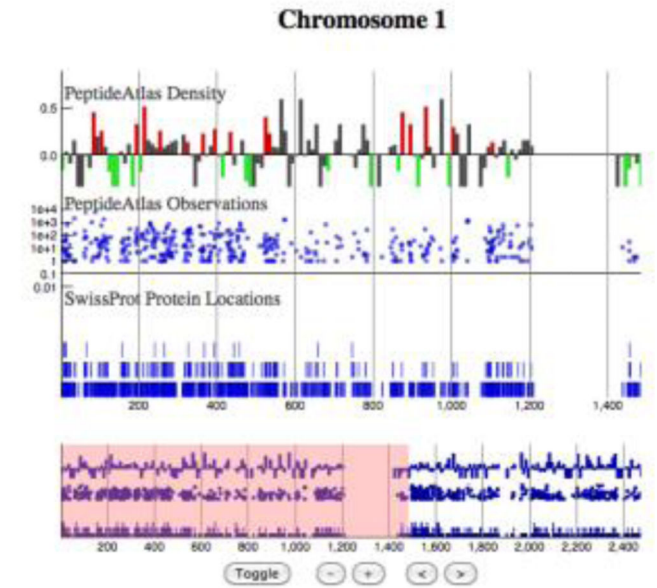 Chromosome 1
PeptideAtlas Density
0.5
0.0
PeptideAtlas Observations
1e+4
1e+3
1e+2
1e+1
1
0.1
0.01
SwissProt Protein Locations
200 400 600 800 1,000 1,200 1,400
200 400 600 800 1,000 1,200 1,400 1,600 1,800 2,000 2,200 2,400
Toggle - + < >